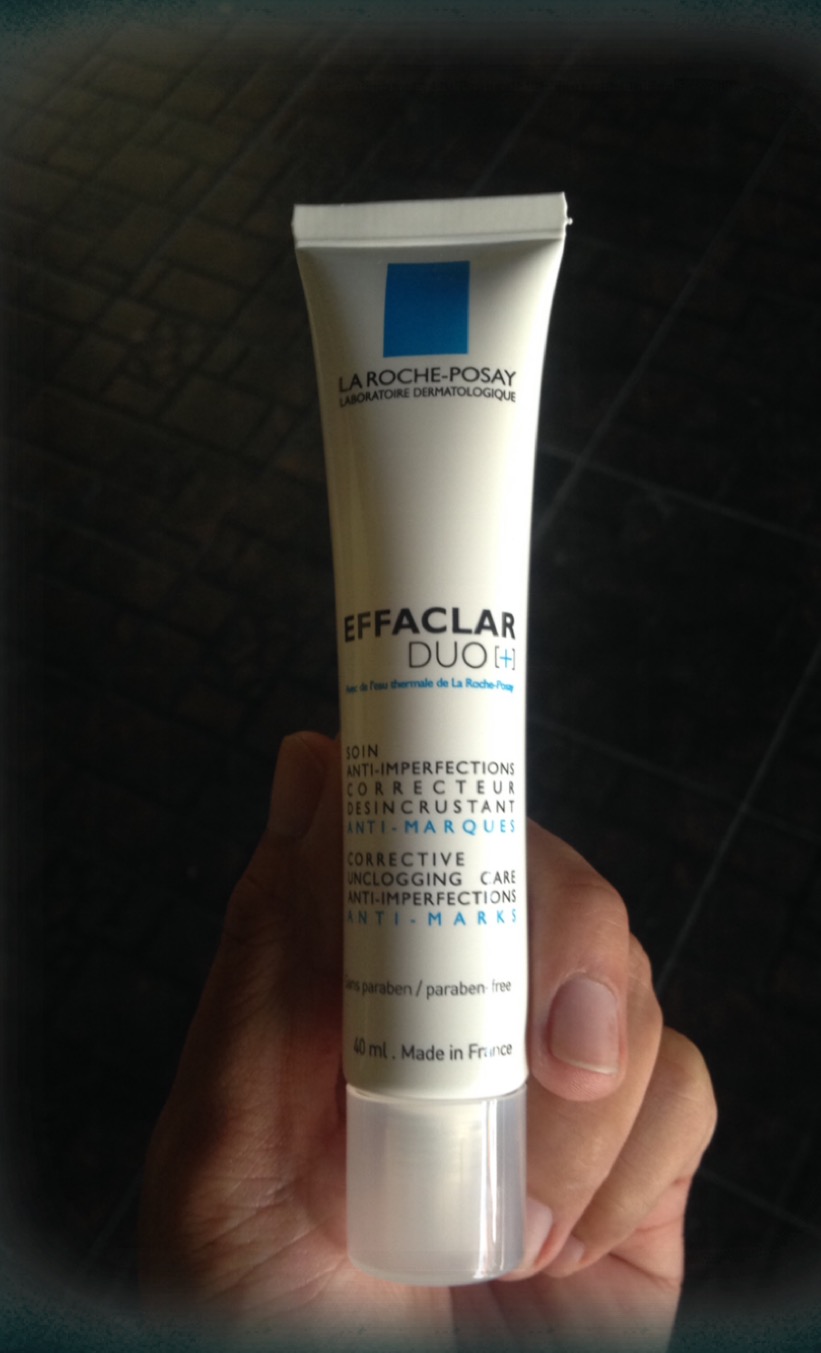 LA ROCHE-POSAY
LABORATOIRE DERMATOLOGIQUE
EFFACLAR
DUO [+]
Avec de l'eau thermale de La Roche-Posay
SOIN
ANTI-IMPERFECTIONS
CORRECTEUR
DESINCRUSTANT
ANTI-MARQUES
CORRECTIVE
UNCLOGGING CARE
ANTI-IMPERFECTIONS
ANTI-MARKS
Sans paraben / paraben-free
40 ml . Made in France